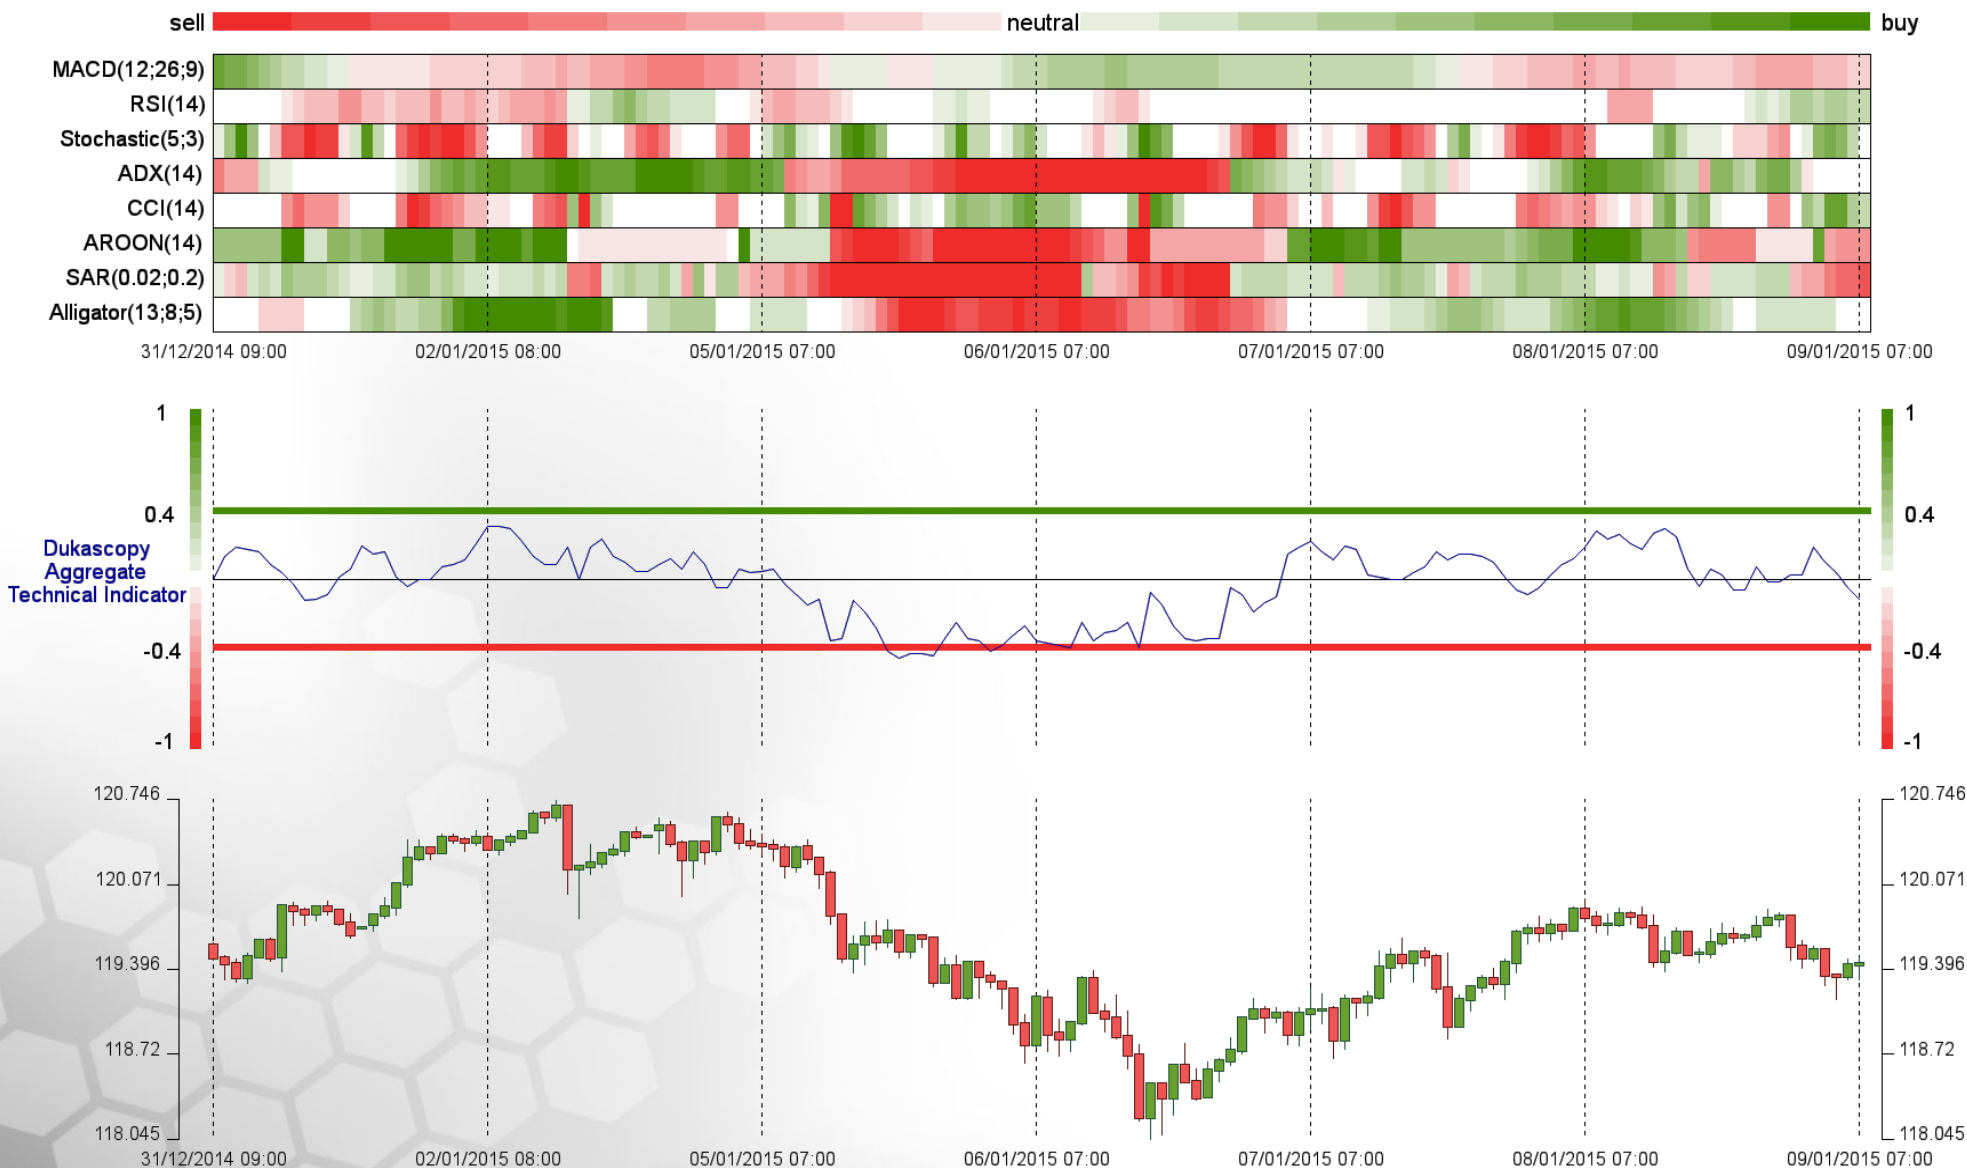 sell neutral buy
MACD(12;26;9)
RSI(14)
Stochastic(5;3)
ADX(14)
CCI(14)
AROON(14)
SAR(0.02;0.2)
Alligator(13;8;5)
31/12/2014 09:00 02/01/2015 08:00 05/01/2015 07:00 06/01/2015 07:00 07/01/2015 07:00 08/01/2015 07:00 09/01/2015 07:00
1 1
0.4 0.4
Dukascopy
Aggregate
Technical Indicator
-0.4 -0.4
-1 -1
120.746 120.746
120.071 120.071
119.396 119.396
118.72 118.72
118.045 118.045
31/12/2014 09:00 02/01/2015 08:00 05/01/2015 07:00 06/01/2015 07:00 07/01/2015 07:00 08/01/2015 07:00 09/01/2015 07:00